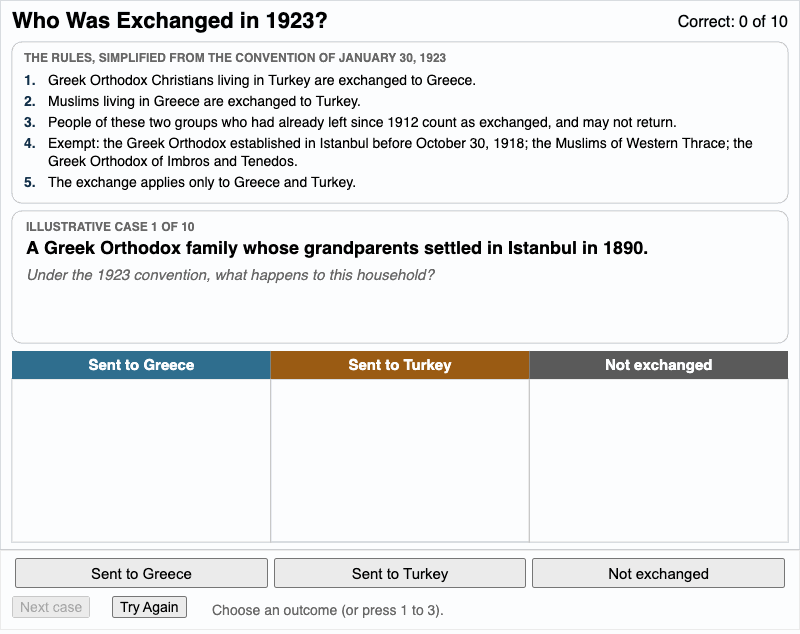 Who Was Exchanged in 1923?
Correct: 0 of 10
THE RULES, SIMPLIFIED FROM THE CONVENTION OF JANUARY 30, 1923
1. Greek Orthodox Christians living in Turkey are exchanged to Greece.
2. Muslims living in Greece are exchanged to Turkey.
3. People of these two groups who had already left since 1912 count as exchanged, and may not return.
4. Exempt: the Greek Orthodox established in Istanbul before October 30, 1918; the Muslims of Western Thrace; the
Greek Orthodox of Imbros and Tenedos.
5. The exchange applies only to Greece and Turkey.
ILLUSTRATIVE CASE 1 OF 10
A Greek Orthodox family whose grandparents settled in Istanbul in 1890.
Under the 1923 convention, what happens to this household?
Sent to Greece
Sent to Turkey
Not exchanged
Sent to Greece
Sent to Turkey
Not exchanged
Next case
Try Again
Choose an outcome (or press 1 to 3).